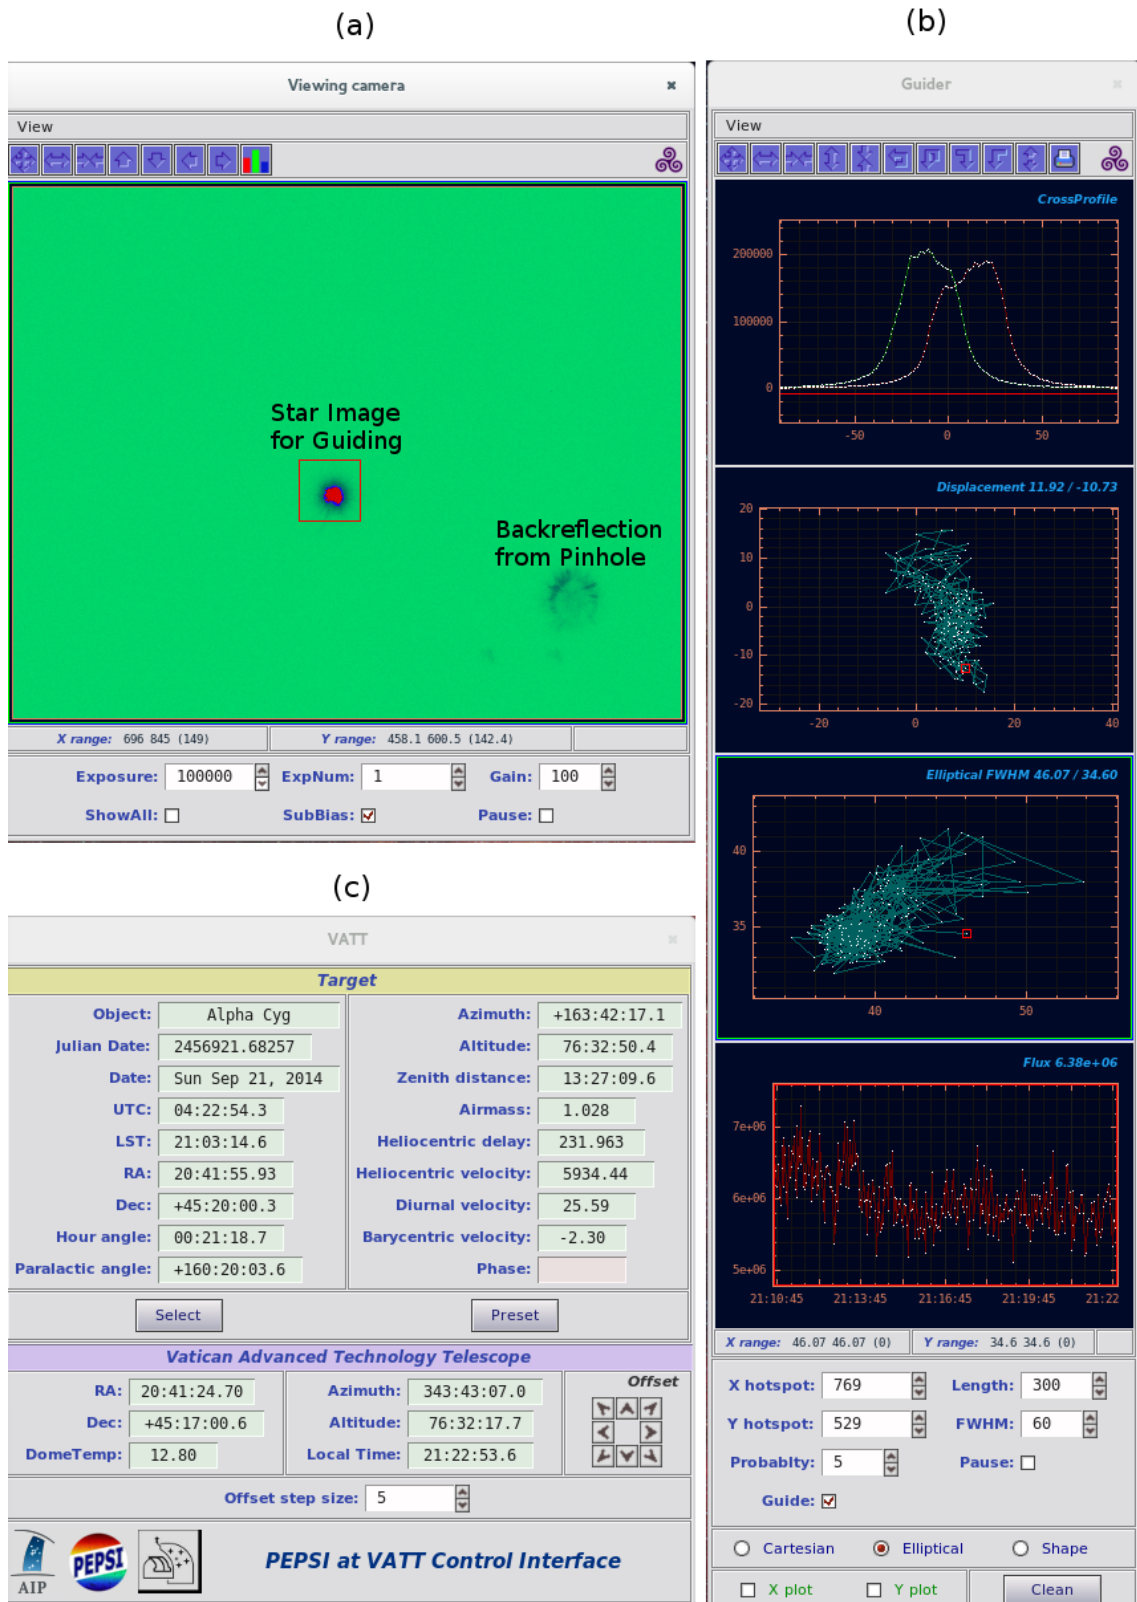 (a)
Viewing camera
View
Star Image
for Guiding
Backreflection
from Pinhole
X range: 696 845 (149)
Y range: 458.1 600.5 (142.4)
Exposure: 100000 ExpNum: 1 Gain: 100
ShowAll: SubBias: Pause:
(b)
Guider
View
CrossProfile
200000
100000
0
-50 0 50
Displacement 11.92 / -10.73
20
10
0
-10
-20
-20 0 20 40
Elliptical FWHM 46.07 / 34.60
40
35
40 50
Flux 6.38e+06
7e+06
6e+06
5e+06
21:10:45 21:13:45 21:16:45 21:19:45 21:22
X range: 46.07 46.07 (0) Y range: 34.6 34.6 (0)
X hotspot: 769 Length: 300
Y hotspot: 529 FWHM: 60
Probablty: 5 Pause:
Guide:
Cartesian Elliptical Shape
X plot Y plot Clean
(c)
VATT
Target
Object: Alpha Cyg
Julian Date: 2456921.68257
Date: Sun Sep 21, 2014
UTC: 04:22:54.3
LST: 21:03:14.6
RA: 20:41:55.93
Dec: +45:20:00.3
Hour angle: 00:21:18.7
Paralactic angle: +160:20:03.6
Azimuth: +163:42:17.1
Altitude: 76:32:50.4
Zenith distance: 13:27:09.6
Airmass: 1.028
Heliocentric delay: 231.963
Heliocentric velocity: 5934.44
Diurnal velocity: 25.59
Barycentric velocity: -2.30
Phase:
Select Preset
Vatican Advanced Technology Telescope
RA: 20:41:24.70
Dec: +45:17:00.6
DomeTemp: 12.80
Azimuth: 343:43:07.0
Altitude: 76:32:17.7
Local Time: 21:22:53.6
Offset
Offset step size: 5
AIP
PEPSI
PEPSI at VATT Control Interface